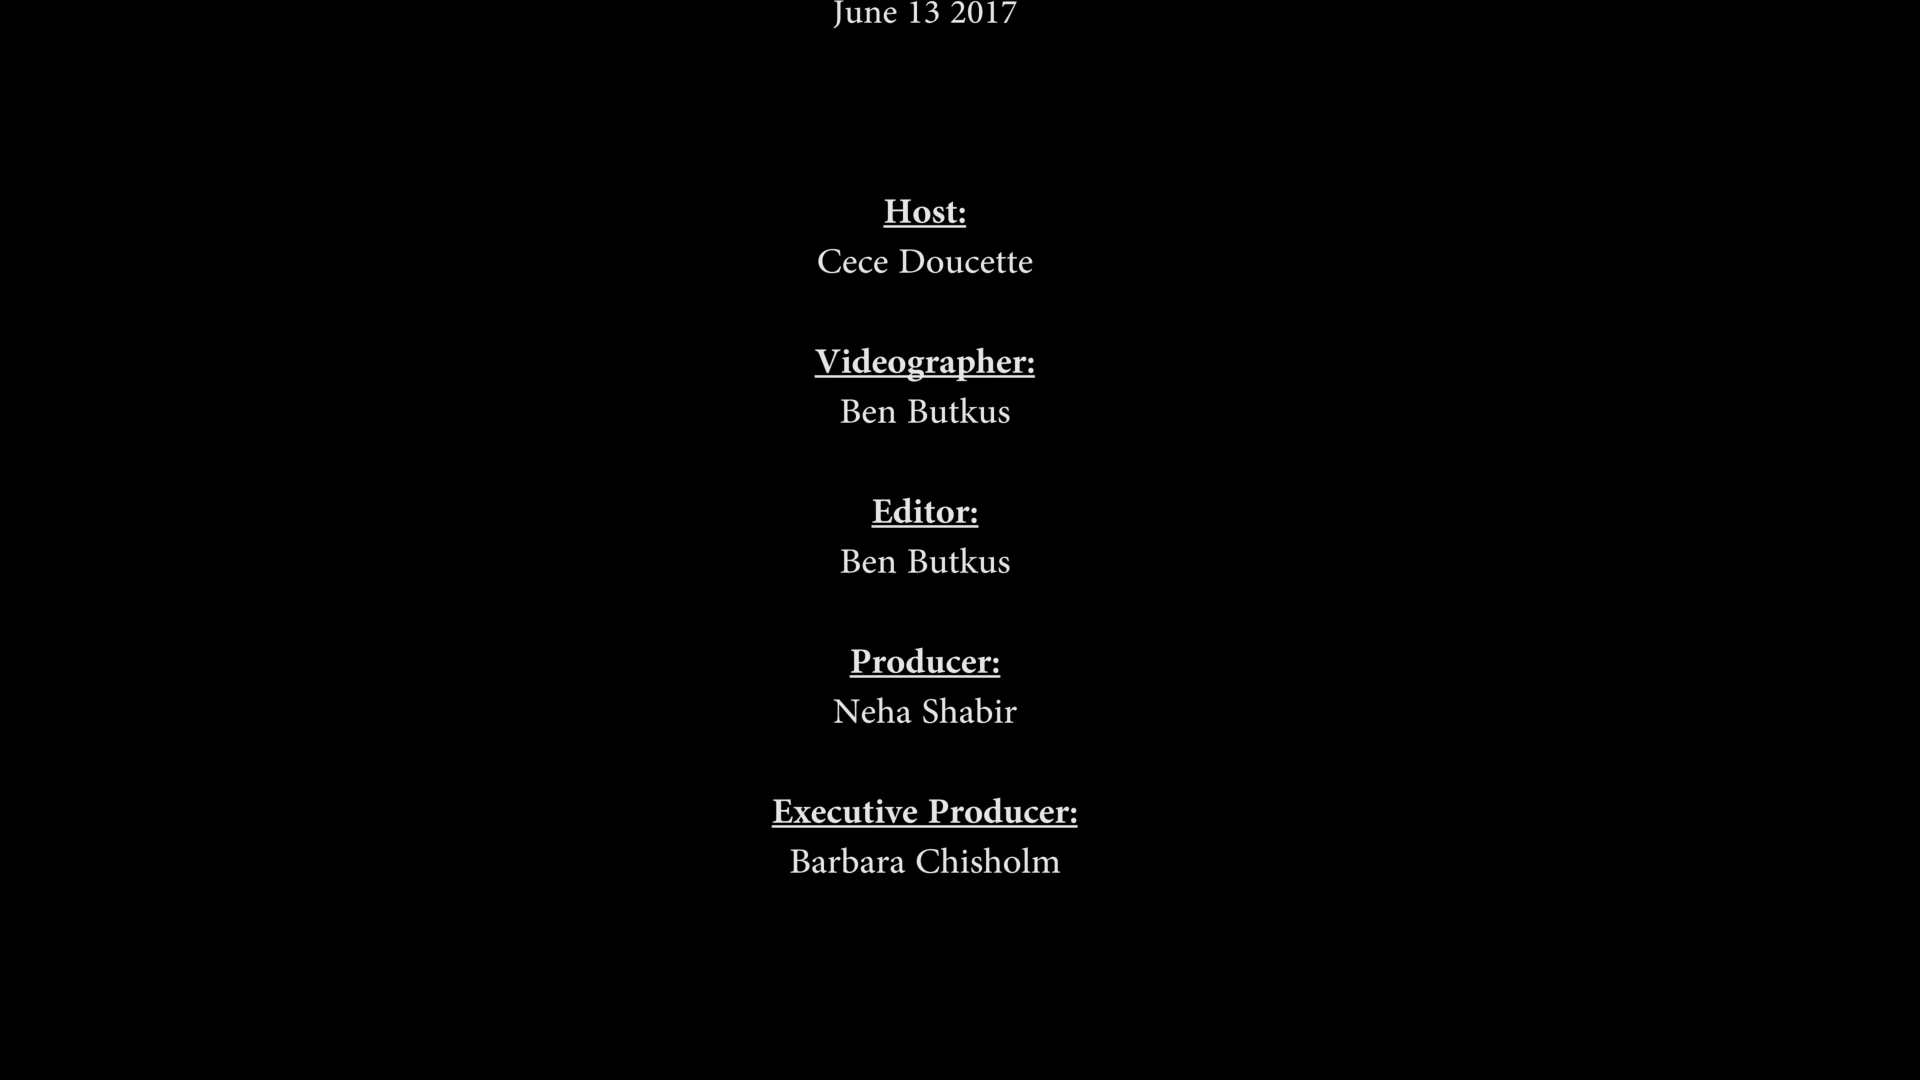 June 13 2017
Host:
Cece Doucette
Videographer:
Ben Butkus
Editor:
Ben Butkus
Producer:
Neha Shabir
Executive Producer:
Barbara Chisholm